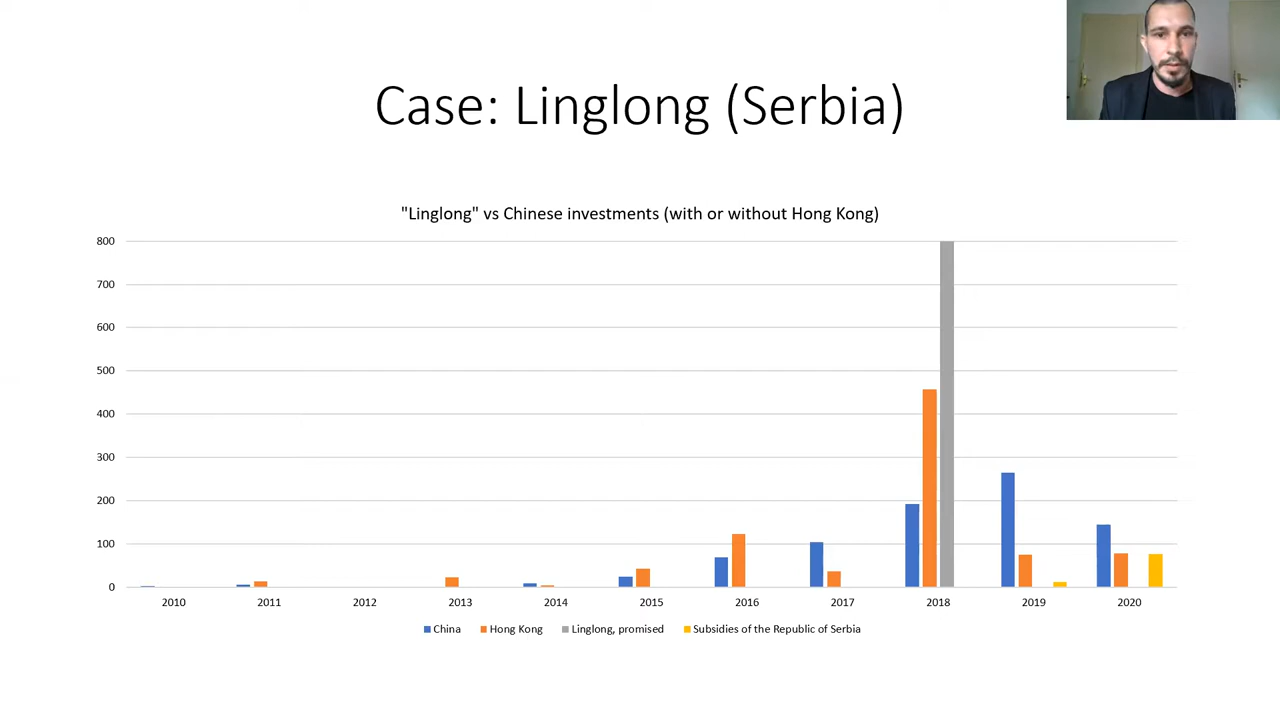 Case: Linglong (Serbia)
"Linglong" vs Chinese investments (with or without Hong Kong)
800
700
600
500
400
300
200
100
0
2010 2011 2012 2013 2014 2015 2016 2017 2018 2019 2020
China Hong Kong Linglong, promised Subsidies of the Republic of Serbia